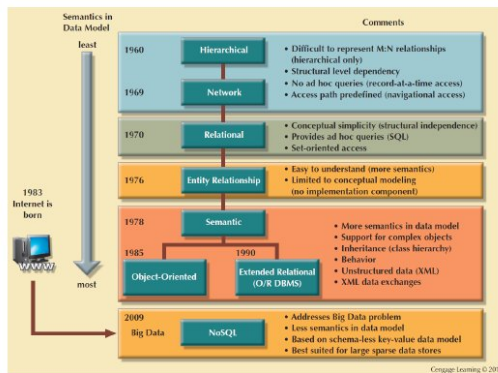 Semantics in
Data Model
Comments
least
1960
Hierarchical
• Difficult to represent M:N relationships
(hierarchical only)
• Structural level dependency
• No ad hoc queries (record-at-a-time access)
• Access path predefined (navigational access)
1969
Network
1970
Relational
• Conceptual simplicity (structural independence)
• Provides ad hoc queries (SQL)
• Set-oriented access
1976
Entity Relationship
• Easy to understand (more semantics)
• Limited to conceptual modeling
(no implementation component)
1983
Internet is
born
WWW
1978
Semantic
• More semantics in data model
• Support for complex objects
• Inheritance (class hierarchy)
• Behavior
• Unstructured data (XML)
• XML data exchanges
1985
1990
Object-Oriented
Extended Relational
(O/R DBMS)
most
2009
Big Data
NoSQL
• Addresses Big Data problem
• Less semantics in data model
• Based on schema-less key-value data model
• Best suited for large sparse data stores
Cengage Learning ©